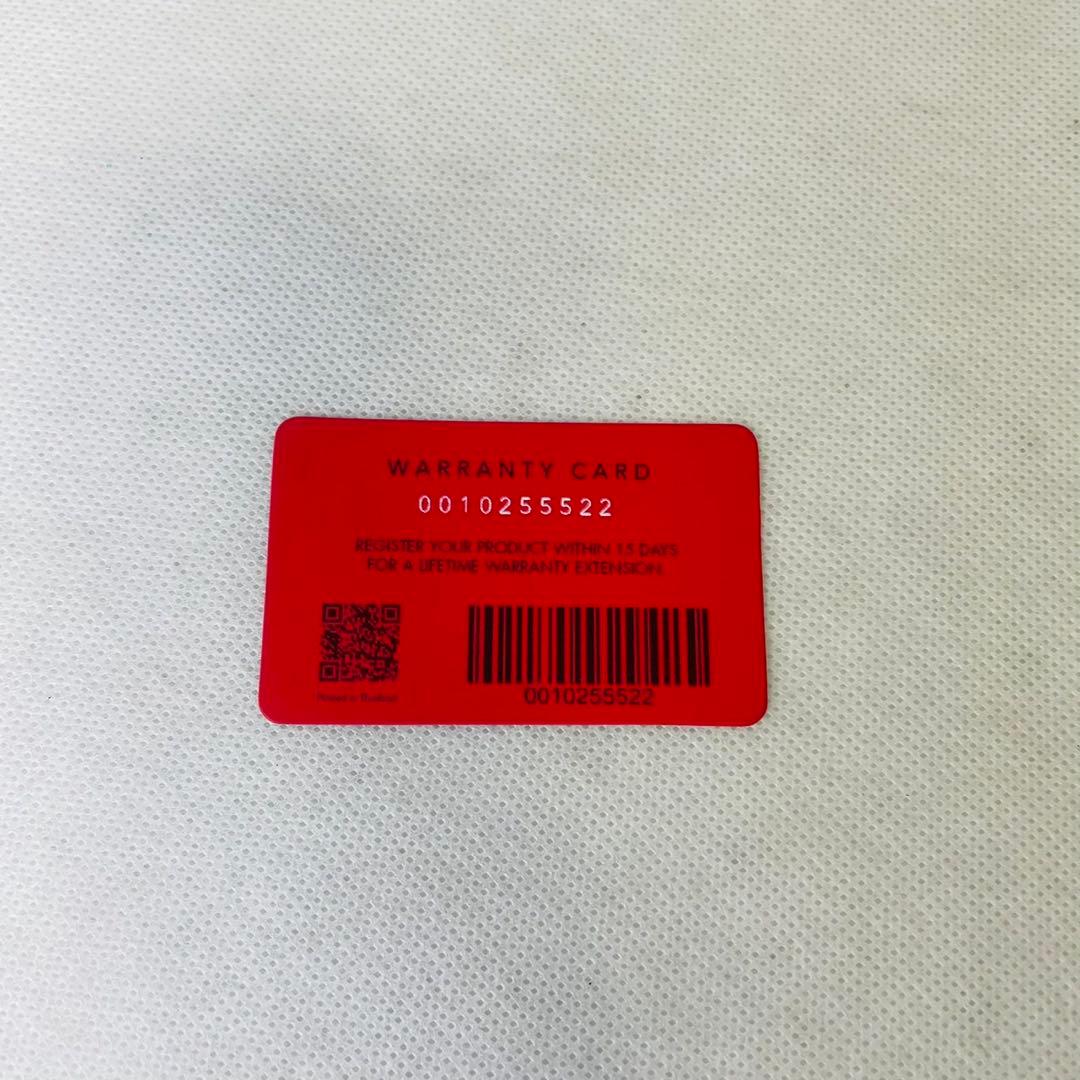 WARRANTY CARD
0010255522
REGISTER YOUR PRODUCT WITHIN 15 DAYS
FOR A LIFETIME WARRANTY EXTENSION.
0010255522